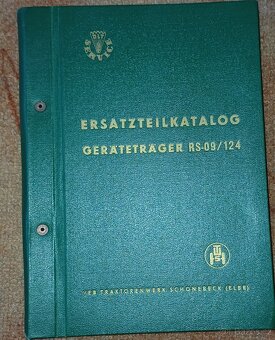 ERSATZTEILKATALOG
GERÄTETRÄGER RS-09/124
VEB TRAKTORENWERK SCHÖNEBECK (ELBE)